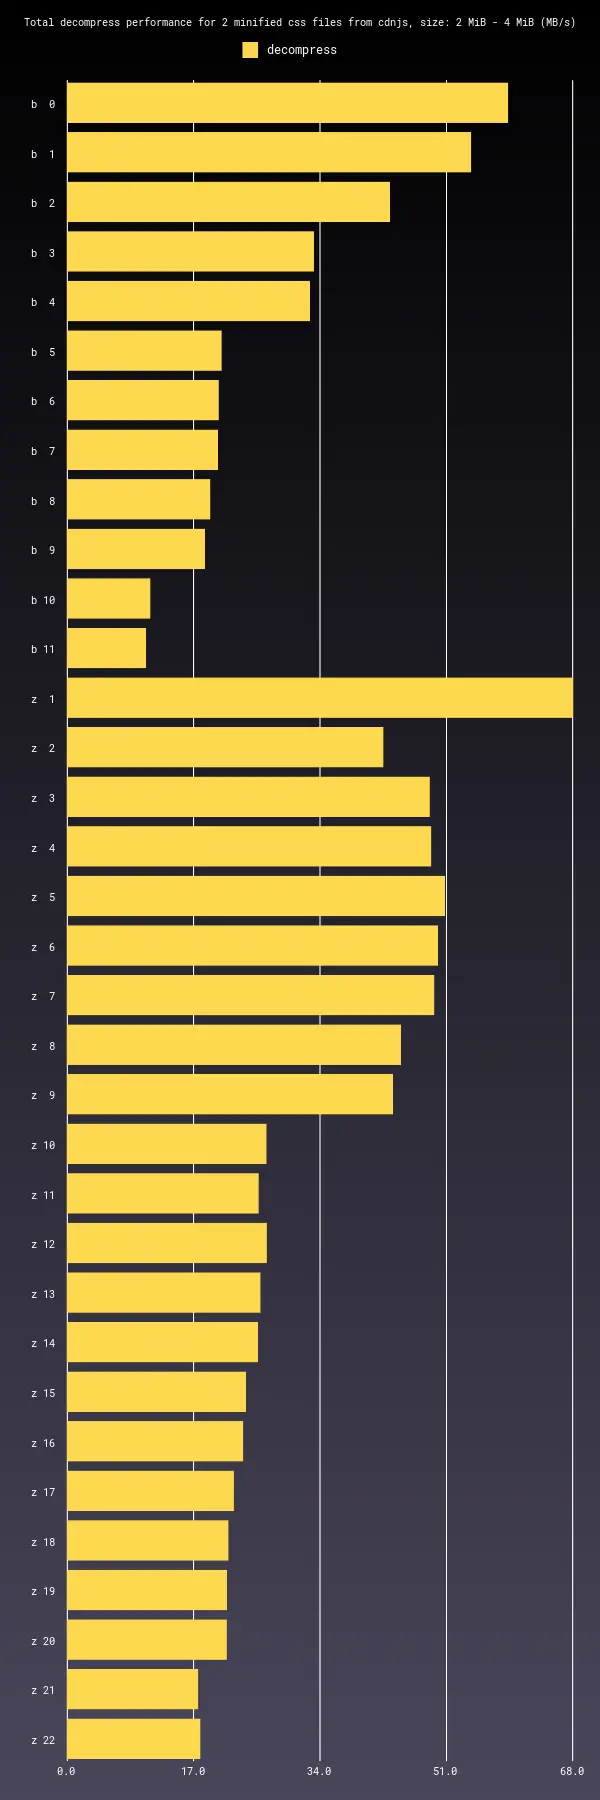 Total decompress performance for 2 minified css files from cdnjs, size: 2 MiB - 4 MiB (MB/s)
decompress
b  0
b  1
b  2
b  3
b  4
b  5
b  6
b  7
b  8
b  9
b 10
b 11
z  1
z  2
z  3
z  4
z  5
z  6
z  7
z  8
z  9
z 10
z 11
z 12
z 13
z 14
z 15
z 16
z 17
z 18
z 19
z 20
z 21
z 22
0.0 17.0 34.0 51.0 68.0